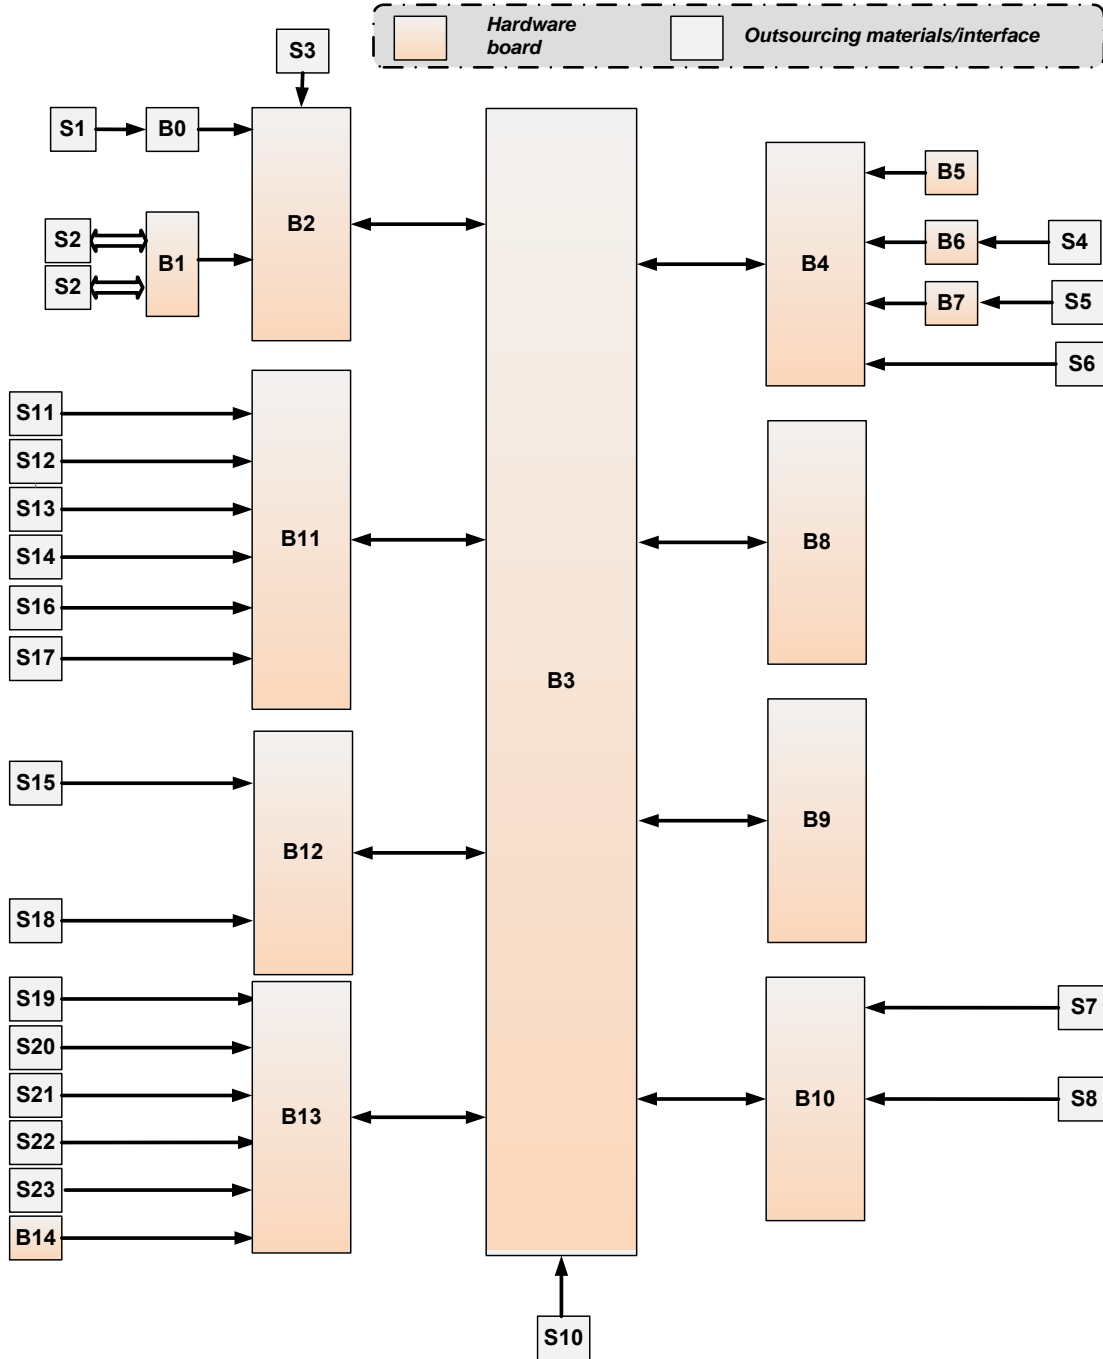 Hardware
board
Outsourcing materials/interface
S3
S1
B0
B2
S2
S2
B1
B5
B6
S4
B4
B7
S5
S6
S11
S12
S13
S14
S16
S17
B11
B8
B3
S15
B12
S18
B9
S19
S20
S21
S22
S23
B14
B13
S7
B10
S8
S10